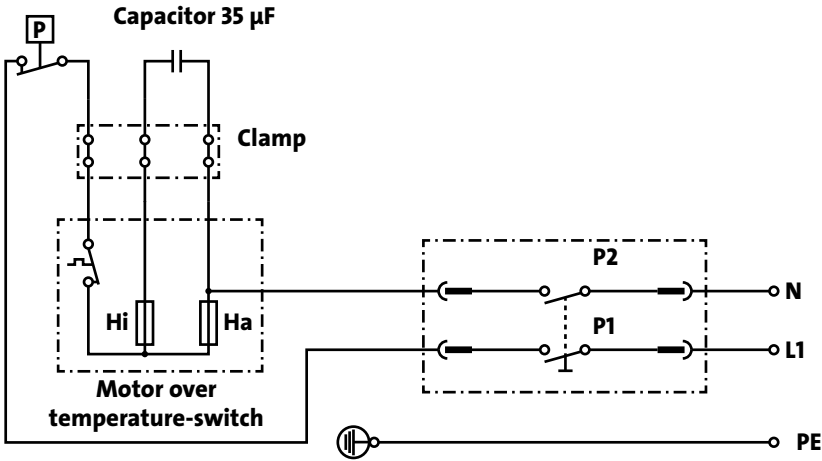 Capacitor 35 µF
P
Clamp
P2
N
Hi
Ha
P1
L1
Motor over
temperature-switch
PE